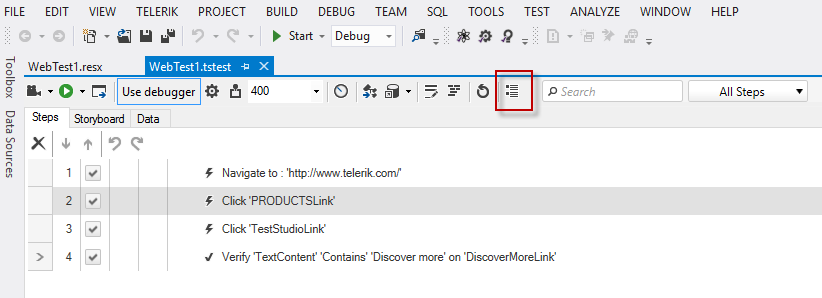 FILE EDIT VIEW TELERIK PROJECT BUILD DEBUG TEAM SQL TOOLS TEST ANALYZE WINDOW HELP
Start Debug
Toolbox
Data Sources
WebTest1.resx WebTest1.tstest
Use debugger 400 Search All Steps
Steps Storyboard Data
1 Navigate to : 'http://www.telerik.com/'
2 Click 'PRODUCTSLink'
3 Click 'TestStudioLink'
4 Verify 'TextContent' 'Contains' 'Discover more' on 'DiscoverMoreLink'